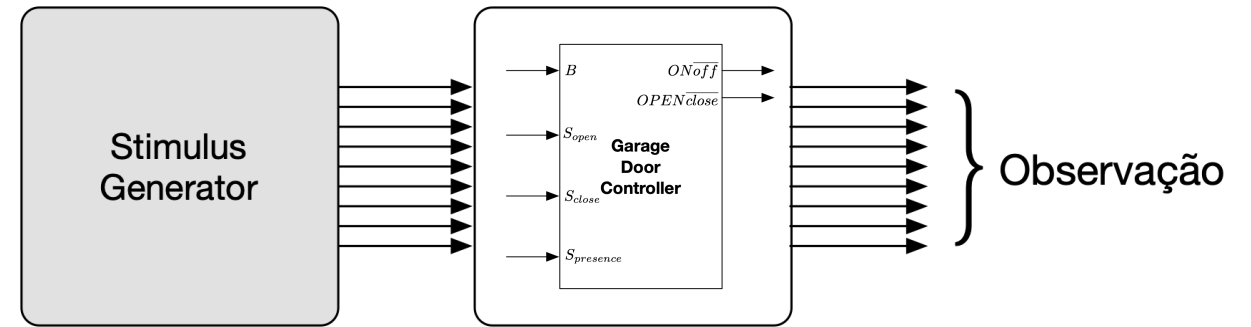 Stimulus
Generator
B
S_open
S_close
S_presence
ON\overline{off}
OPEN\overline{close}
Garage
Door
Controller
Observação